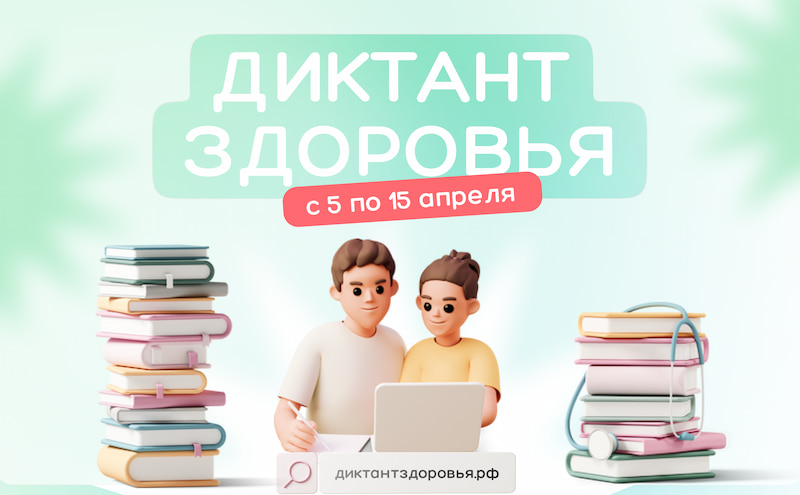 ДИКТАНТ
ЗДОРОВЬЯ
с 5 по 15 апреля
диктантздоровья.рф